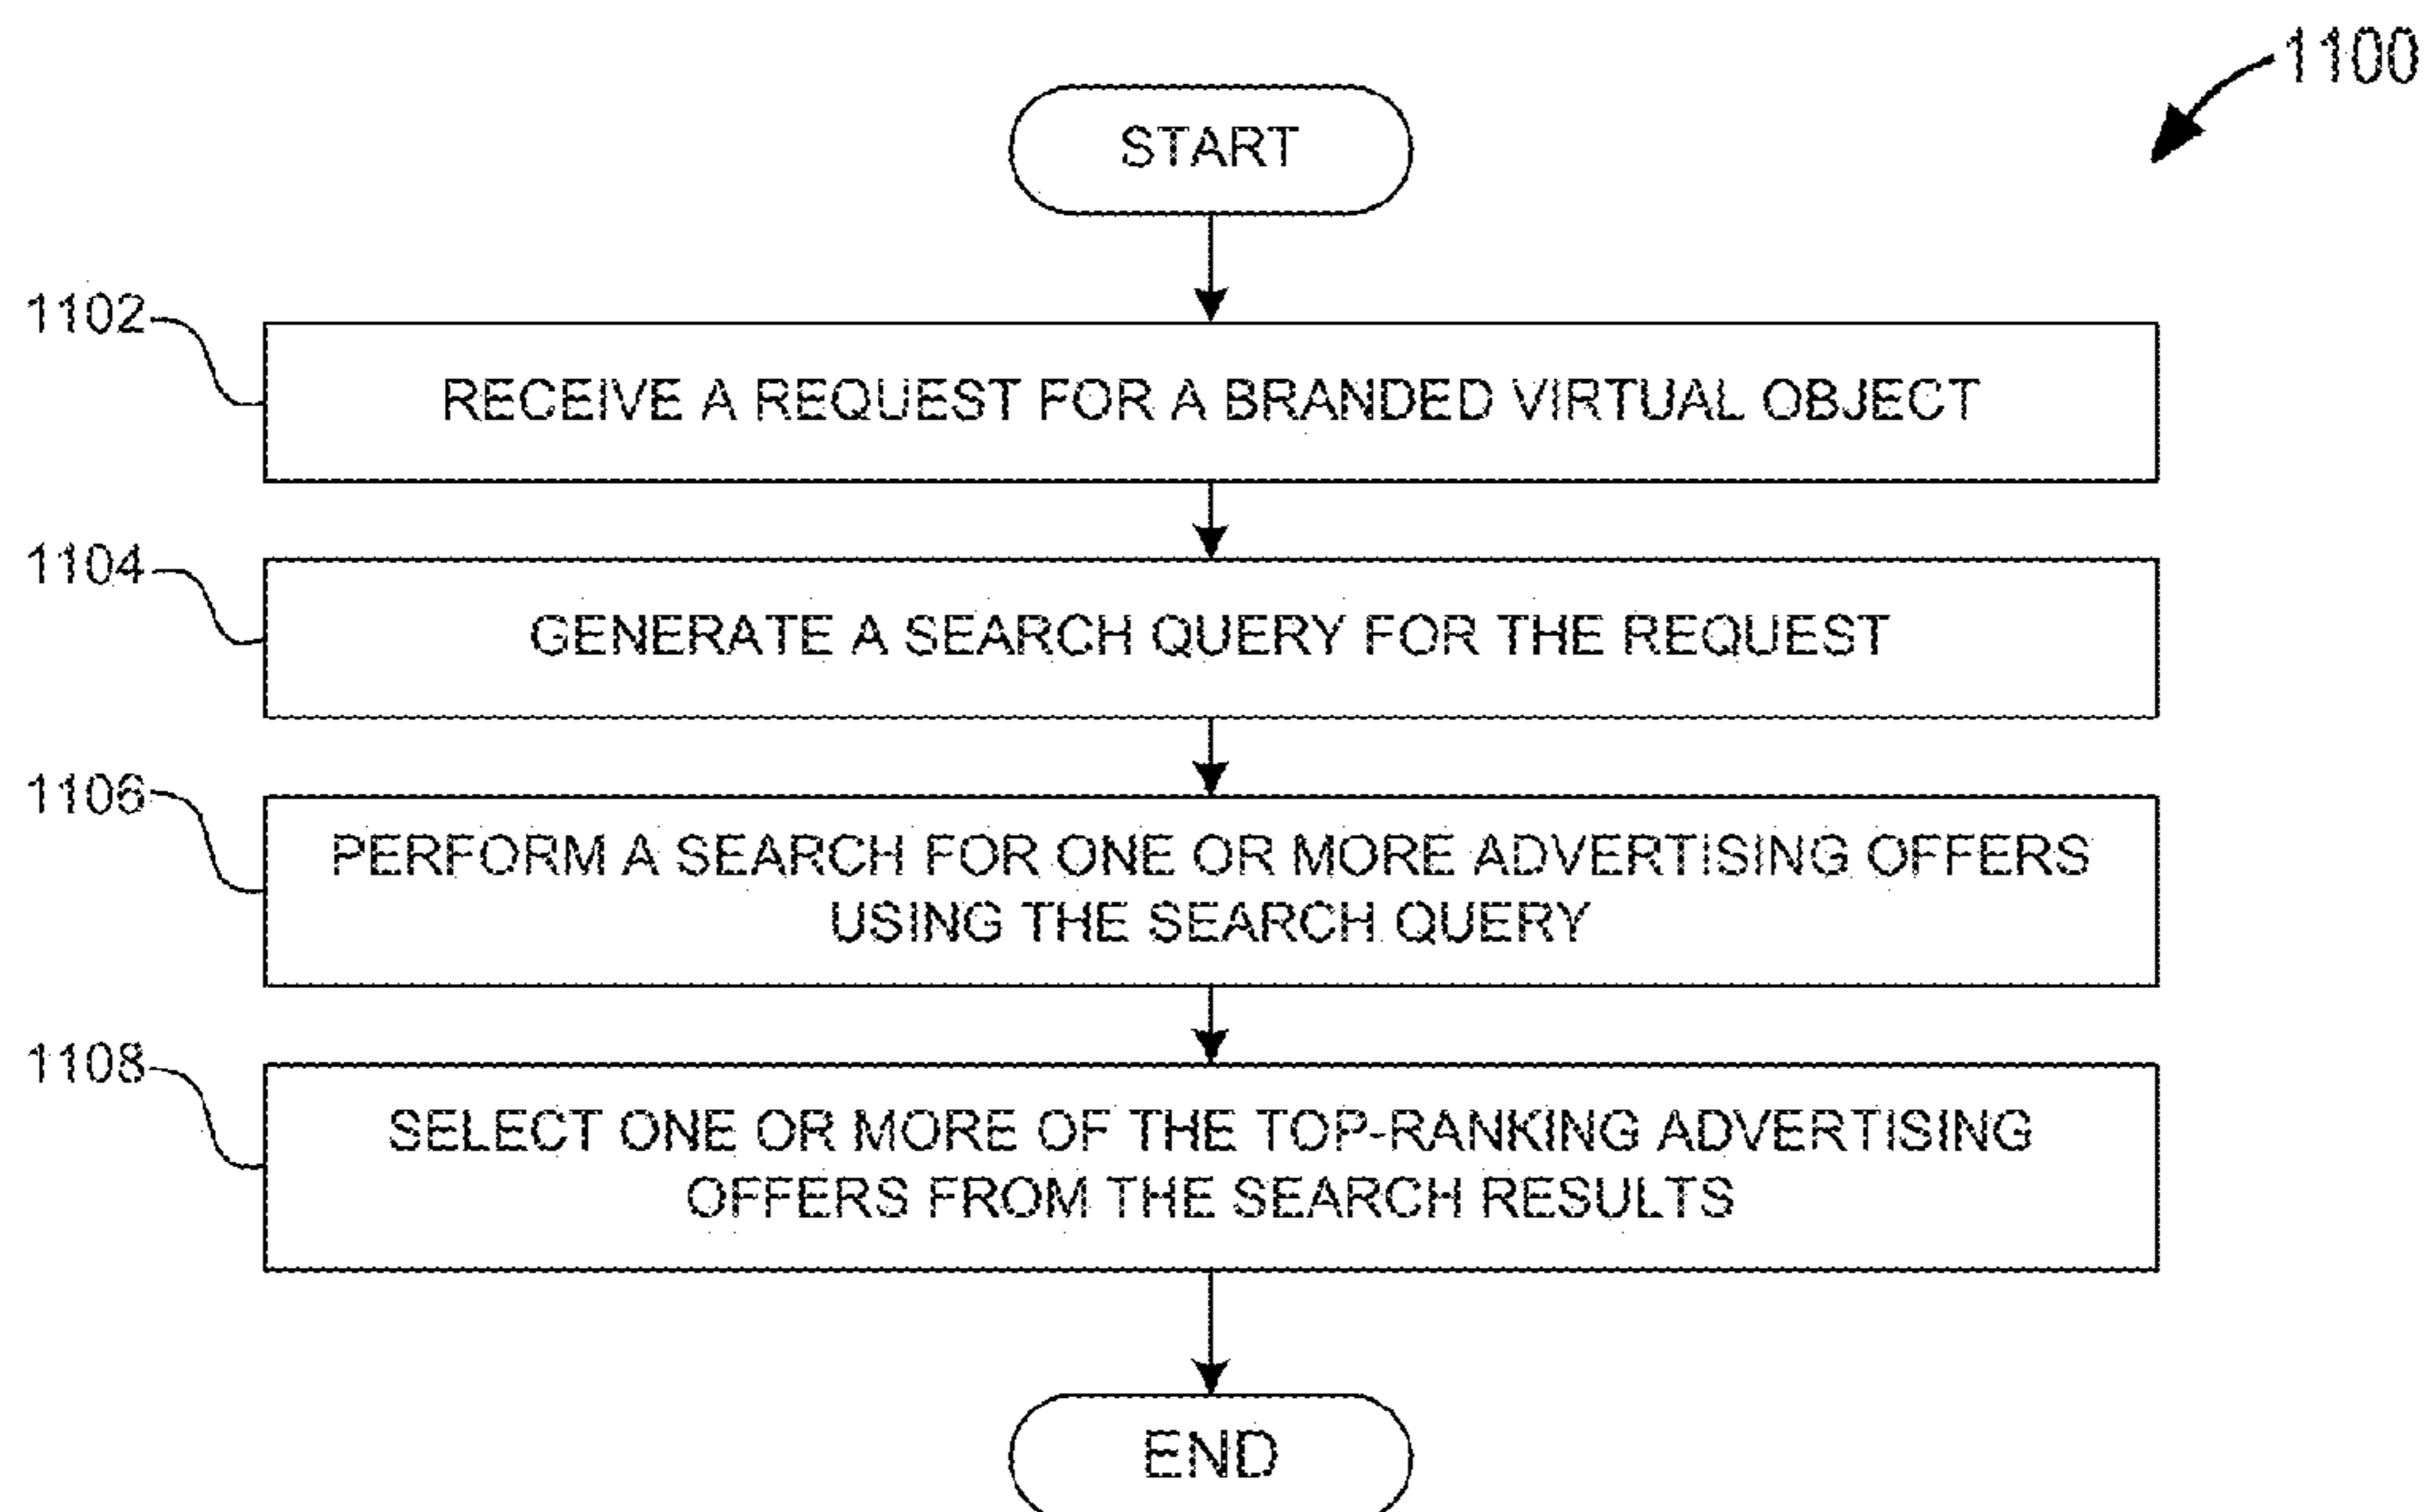 1100
START
1102
RECEIVE A REQUEST FOR A BRANDED VIRTUAL OBJECT
1104
GENERATE A SEARCH QUERY FOR THE REQUEST
1106
PERFORM A SEARCH FOR ONE OR MORE ADVERTISING OFFERS
USING THE SEARCH QUERY
1108
SELECT ONE OR MORE OF THE TOP-RANKING ADVERTISING
OFFERS FROM THE SEARCH RESULTS
END